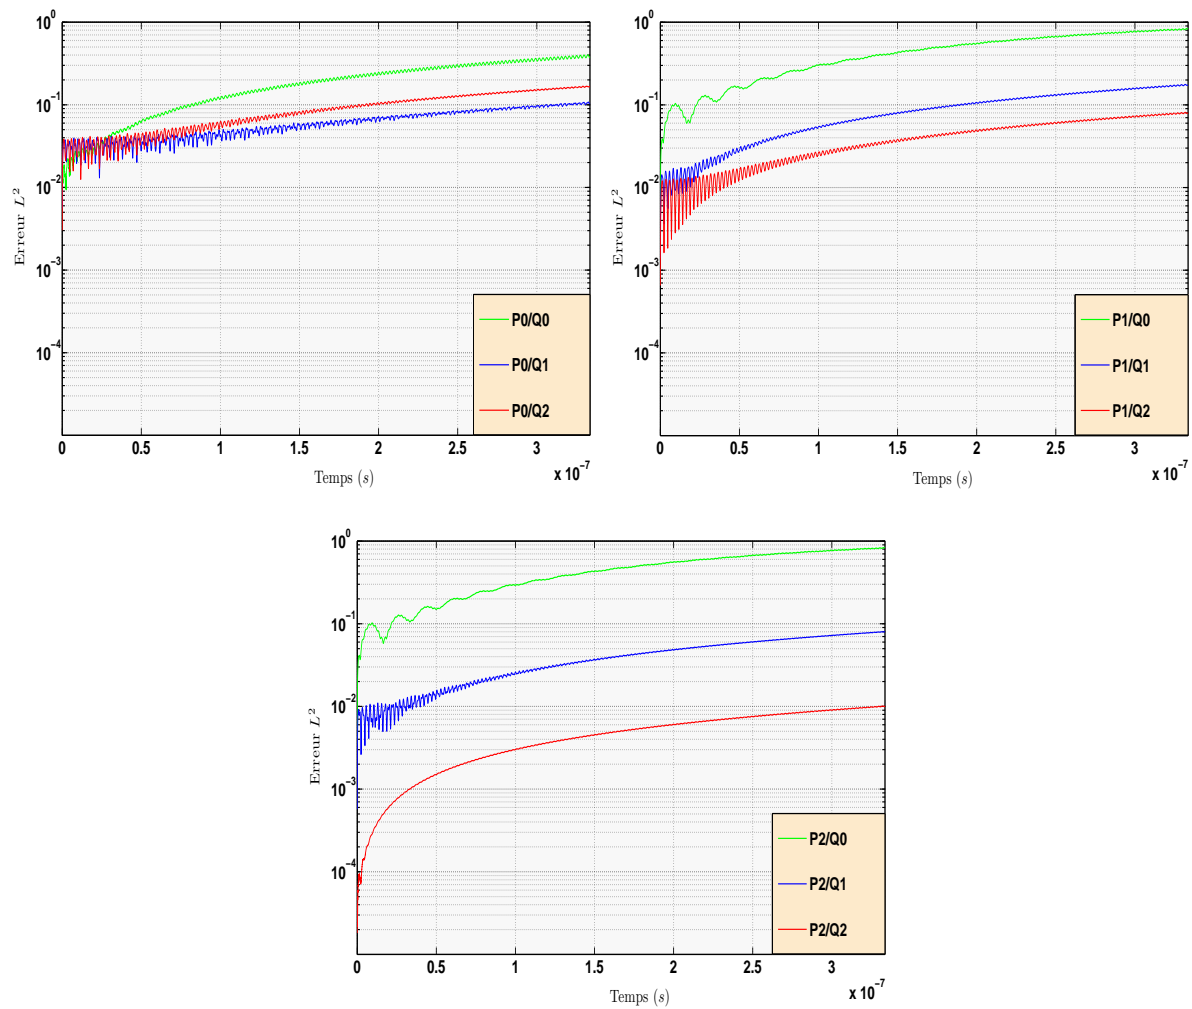 10^0
10^-1
10^-2
10^-3
10^-4
Erreur L^2
0 0.5 1 1.5 2 2.5 3
x 10^-7
Temps (s)
P0/Q0
P0/Q1
P0/Q2
10^0
10^-1
10^-2
10^-3
10^-4
Erreur L^2
0 0.5 1 1.5 2 2.5 3
x 10^-7
Temps (s)
P1/Q0
P1/Q1
P1/Q2
10^0
10^-1
10^-2
10^-3
10^-4
Erreur L^2
0 0.5 1 1.5 2 2.5 3
x 10^-7
Temps (s)
P2/Q0
P2/Q1
P2/Q2